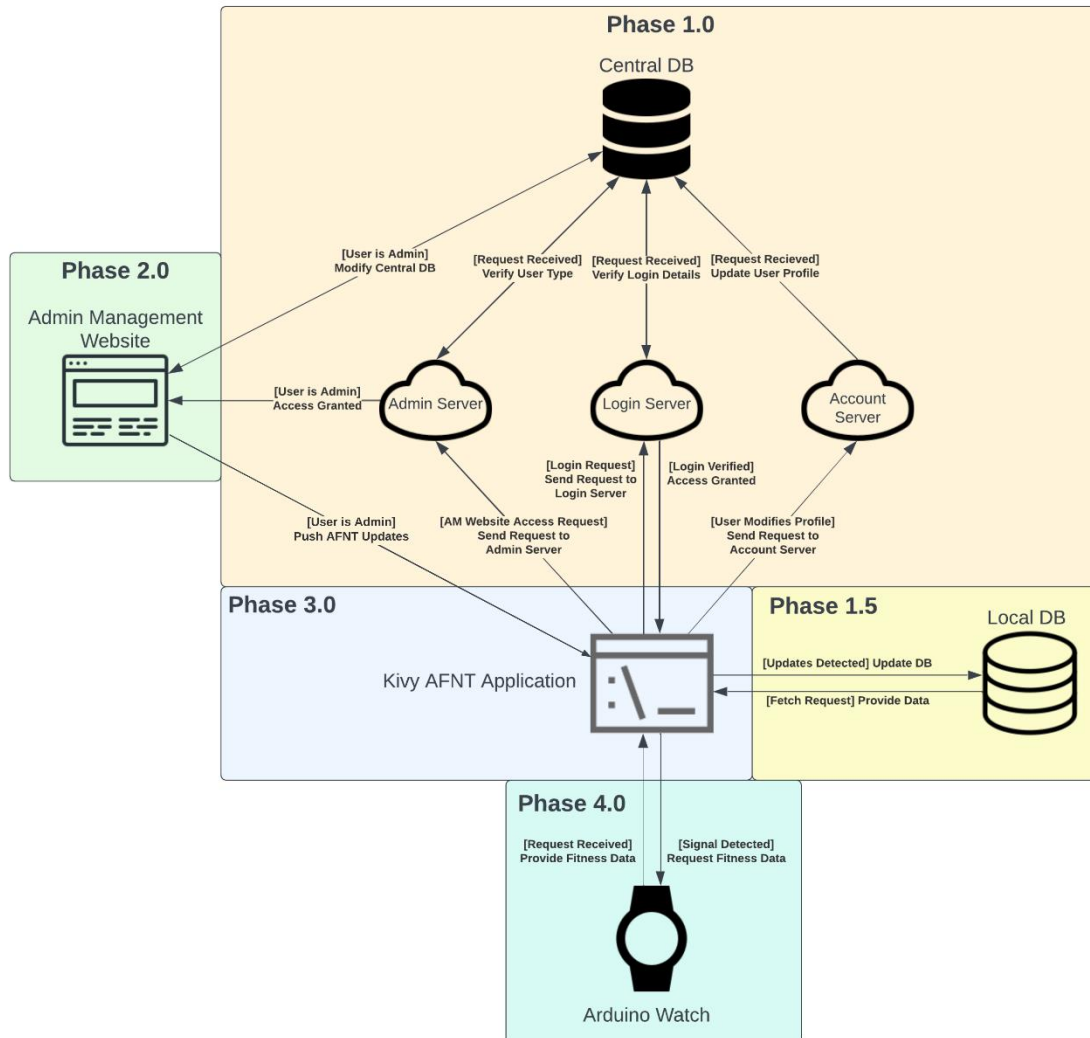 Phase 1.0
Central DB
[User is Admin]
Modify Central DB
[Request Received]
Verify User Type
[Request Received]
Verify Login Details
[Request Recieved]
Update User Profile
Phase 2.0
Admin Management
Website
[User is Admin]
Access Granted
Admin Server
Login Server
Account
Server
[Login Request]
Send Request to
Login Server
[Login Verified]
Access Granted
[User is Admin]
Push AFNT Updates
[AM Website Access Request]
Send Request to
Admin Server
[User Modifies Profile]
Send Request to
Account Server
Phase 3.0
Kivy AFNT Application
:\_
Phase 1.5
Local DB
[Updates Detected] Update DB
[Fetch Request] Provide Data
Phase 4.0
[Request Received]
Provide Fitness Data
[Signal Detected]
Request Fitness Data
Arduino Watch